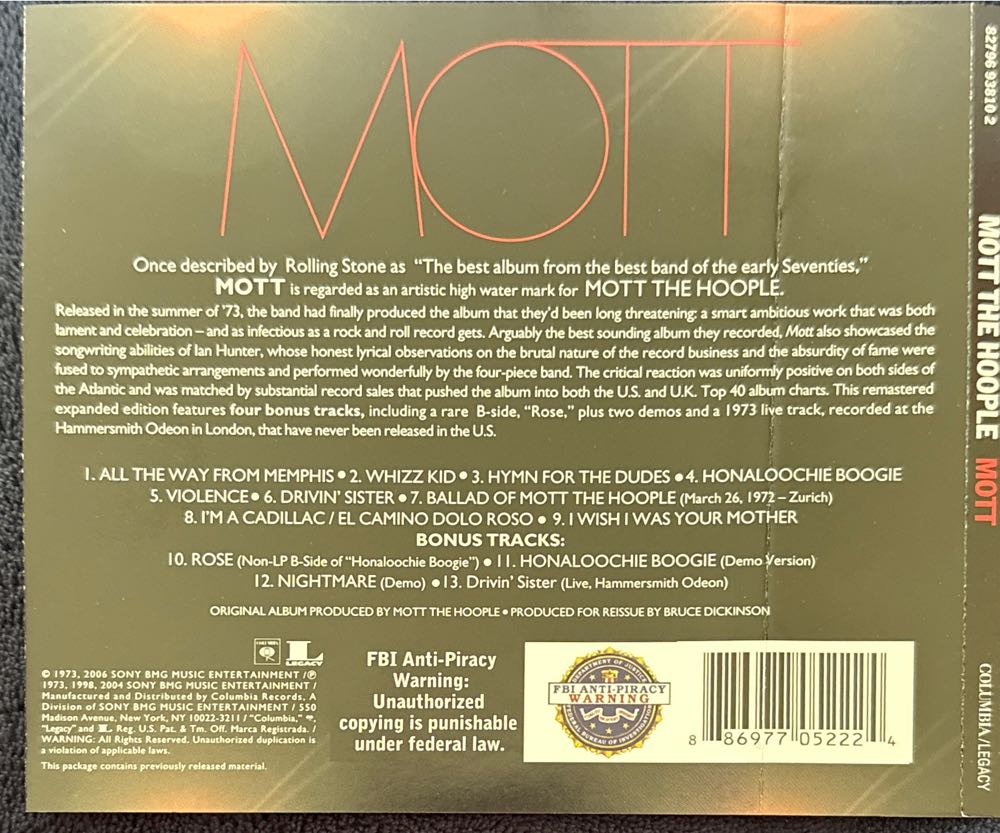 MOTT
Once described by Rolling Stone as "The best album from the best band of the early Seventies,"
MOTT is regarded as an artistic high water mark for MOTT THE HOOPLE.
Released in the summer of '73, the band had finally produced the album that they'd been long threatening: a smart ambitious work that was both
lament and celebration – and as infectious as a rock and roll record gets. Arguably the best sounding album they recorded, Mott also showcased the
songwriting abilities of Ian Hunter, whose honest lyrical observations on the brutal nature of the record business and the absurdity of fame were
fused to sympathetic arrangements and performed wonderfully by the four-piece band. The critical reaction was uniformly positive on both sides of
the Atlantic and was matched by substantial record sales that pushed the album into both the U.S. and U.K. Top 40 album charts. This remastered
expanded edition features four bonus tracks, including a rare B-side, "Rose," plus two demos and a 1973 live track, recorded at the
Hammersmith Odeon in London, that have never been released in the U.S.
1. ALL THE WAY FROM MEMPHIS • 2. WHIZZ KID • 3. HYMN FOR THE DUDES • 4. HONALOOCHIE BOOGIE
5. VIOLENCE • 6. DRIVIN' SISTER • 7. BALLAD OF MOTT THE HOOPLE (March 26, 1972 – Zurich)
8. I'M A CADILLAC / EL CAMINO DOLO ROSO • 9. I WISH I WAS YOUR MOTHER
BONUS TRACKS:
10. ROSE (Non-LP B-Side of "Honaloochie Boogie") • 11. HONALOOCHIE BOOGIE (Demo Version)
12. NIGHTMARE (Demo) • 13. Drivin' Sister (Live, Hammersmith Odeon)
ORIGINAL ALBUM PRODUCED BY MOTT THE HOOPLE • PRODUCED FOR REISSUE BY BRUCE DICKINSON
COLUMBIA
L
LEGACY
© 1973, 2006 SONY BMG MUSIC ENTERTAINMENT / ℗
1973, 1998, 2004 SONY BMG MUSIC ENTERTAINMENT /
Manufactured and Distributed by Columbia Records, A
Division of SONY BMG MUSIC ENTERTAINMENT / 550
Madison Avenue, New York, NY 10022-3211 / "Columbia,"
"Legacy" and L Reg. U.S. Pat. & Tm. Off. Marca Registrada. /
WARNING: All Rights Reserved. Unauthorized duplication is
a violation of applicable laws.
This package contains previously released material.
FBI Anti-Piracy
Warning:
Unauthorized
copying is punishable
under federal law.
DEPARTMENT OF JUSTICE
FBI ANTI-PIRACY
WARNING
FEDERAL BUREAU OF INVESTIGATION
8 86977 05222 4
82796 93810 2
MOTT THE HOOPLE MOTT
COLUMBIA/LEGACY